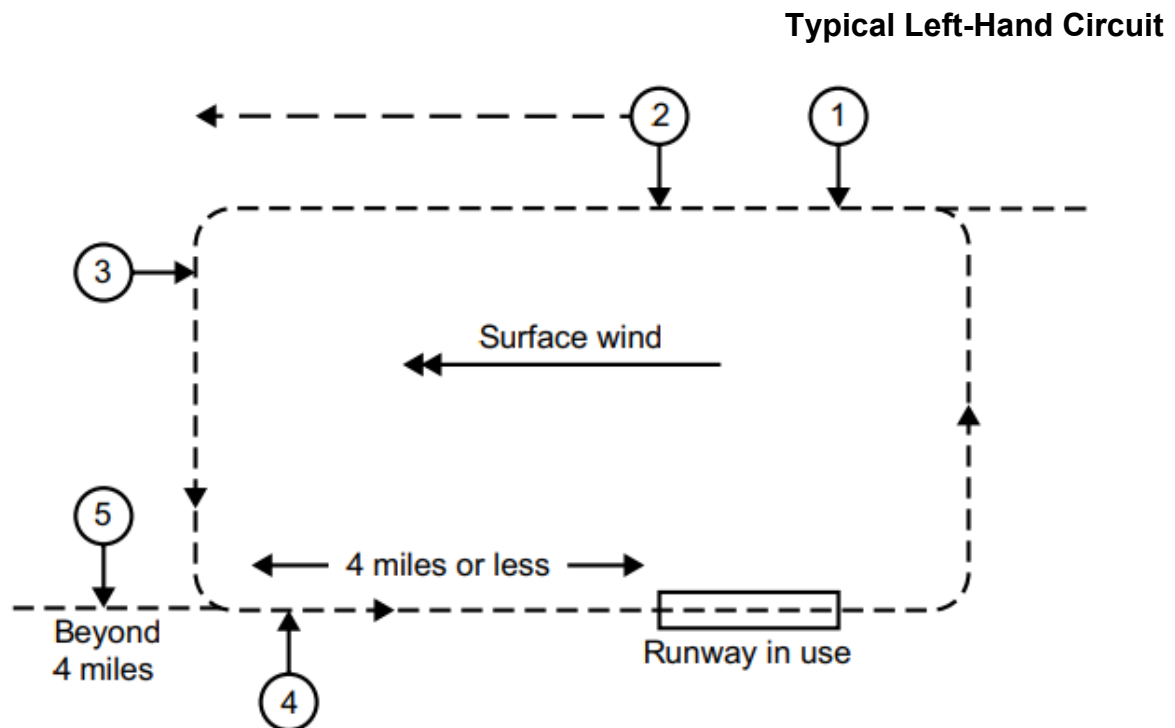 Typical Left-Hand Circuit
2
1
3
Surface wind
5
4 miles or less
Beyond
4 miles
Runway in use
4